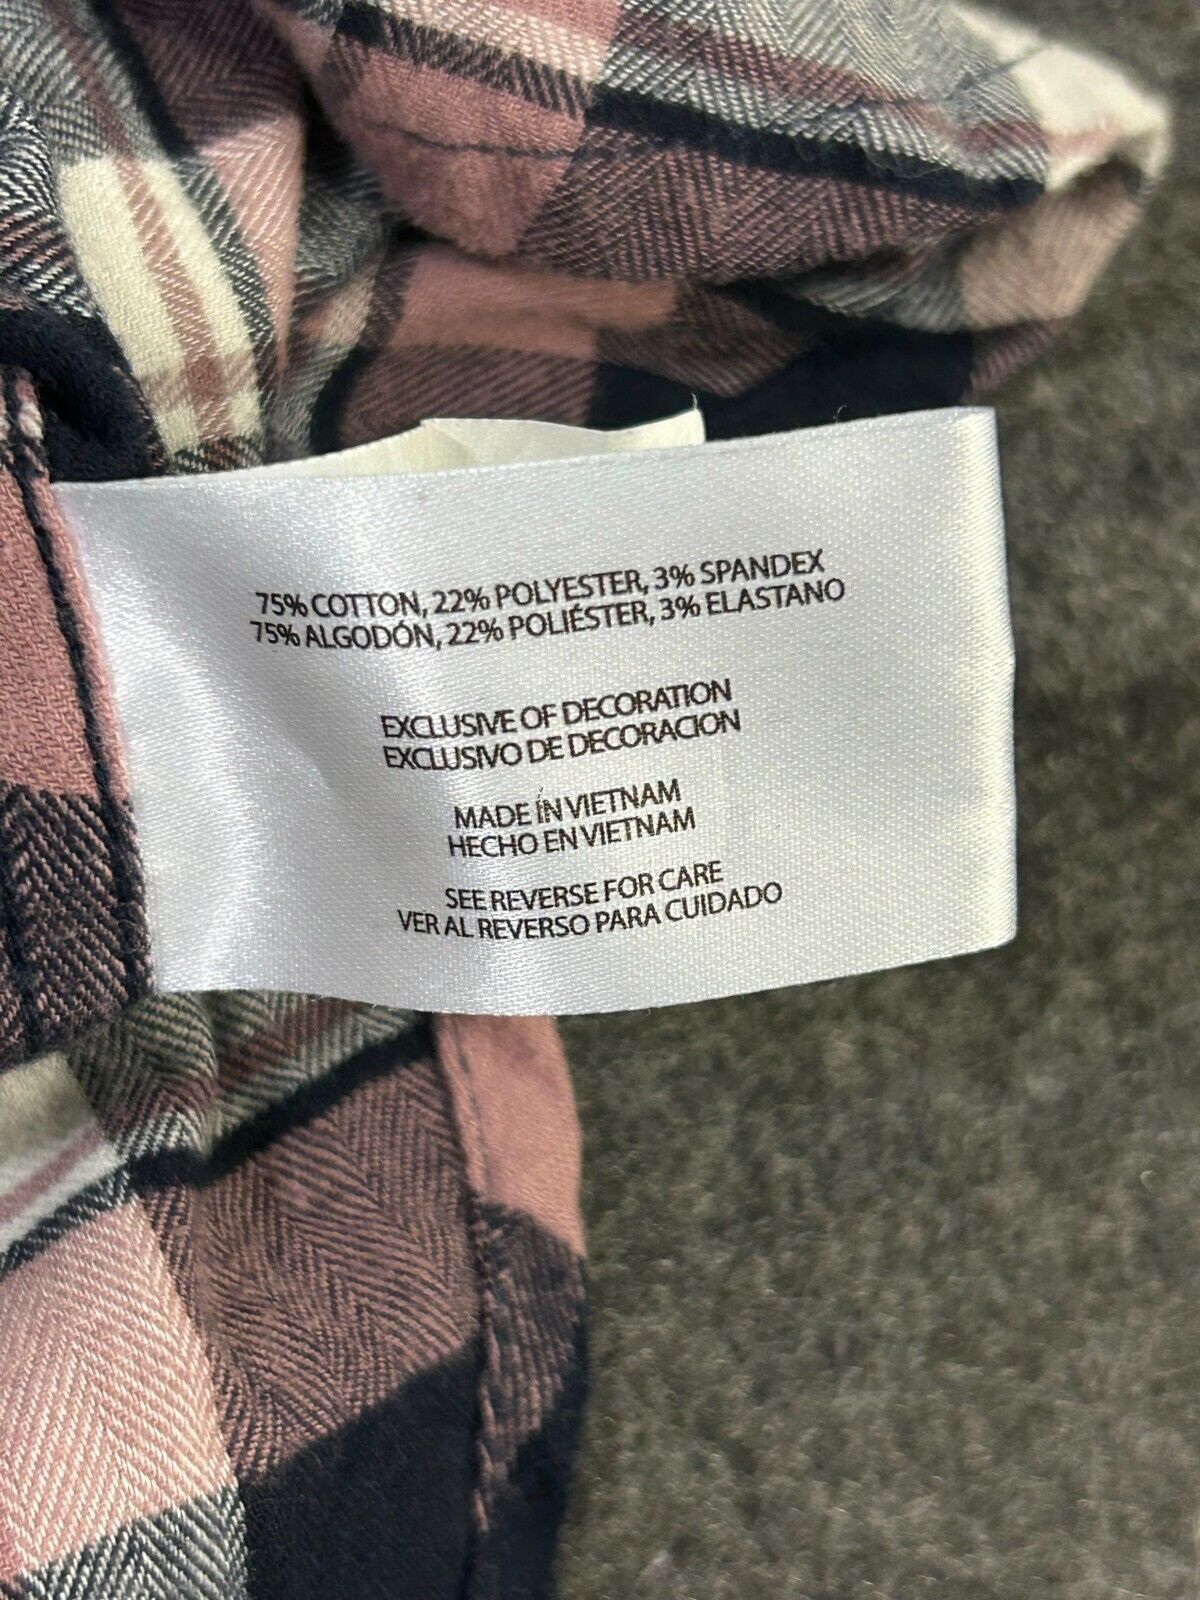 75% COTTON, 22% POLYESTER, 3% SPANDEX
75% ALGODÓN, 22% POLIÉSTER, 3% ELASTANO
EXCLUSIVE OF DECORATION
EXCLUSIVO DE DECORACION
MADE IN VIETNAM
HECHO EN VIETNAM
SEE REVERSE FOR CARE
VER AL REVERSO PARA CUIDADO